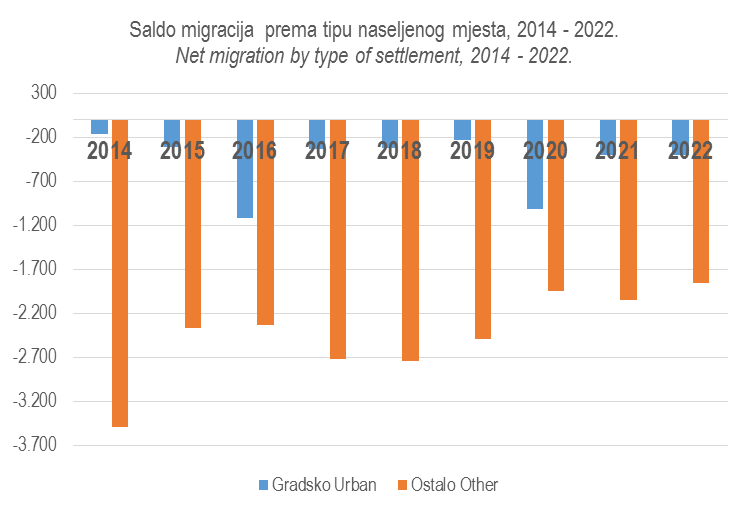 Saldo migracija  prema tipu naseljenog mjesta, 2014 - 2022.
Net migration by type of settlement, 2014 - 2022.
300
-200
2014 2015 2016 2017 2018 2019 2020 2021 2022
-700
-1.200
-1.700
-2.200
-2.700
-3.200
-3.700
Gradsko Urban Ostalo Other